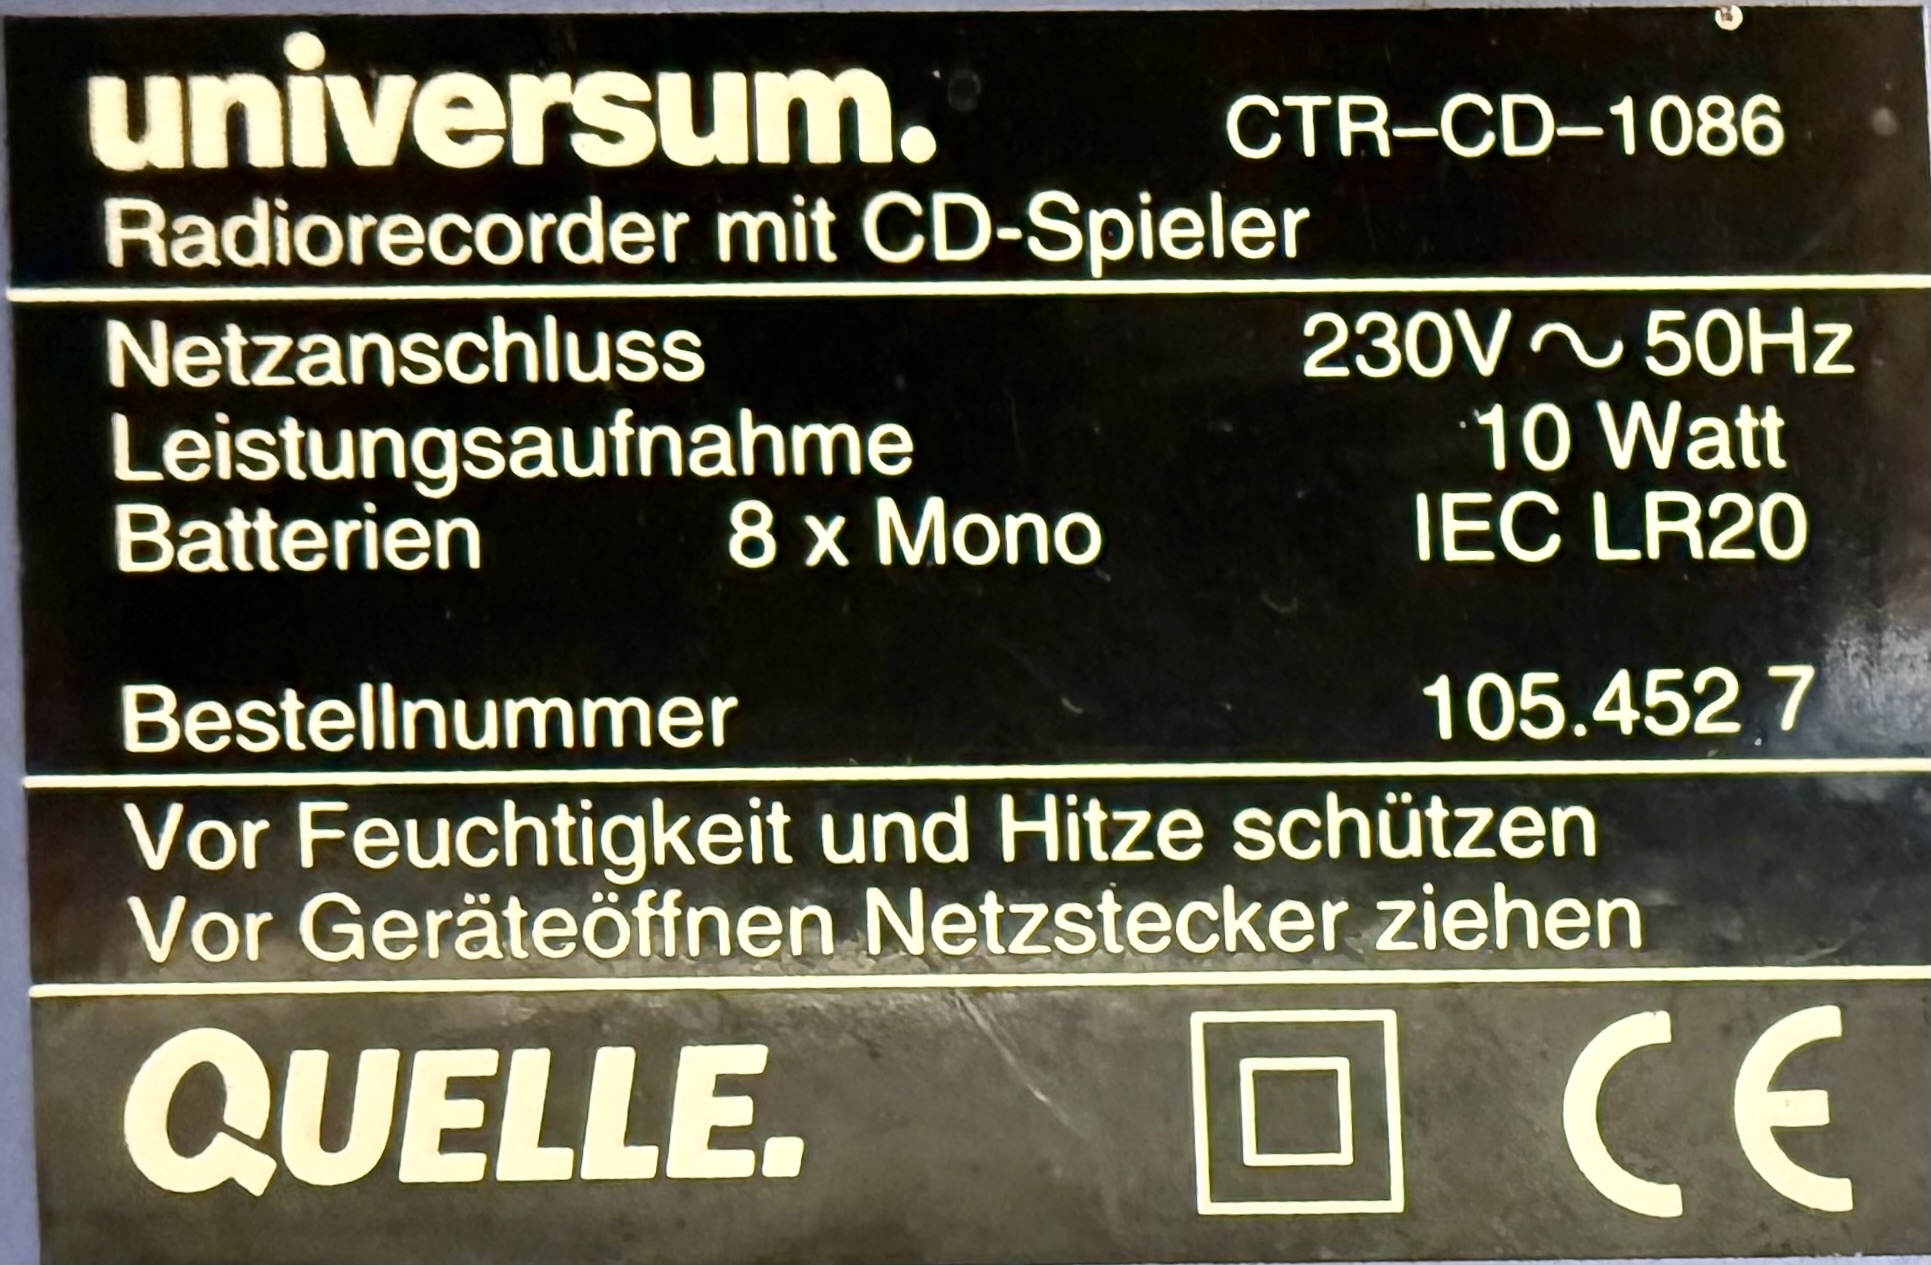 universum. CTR–CD–1086
Radiorecorder mit CD-Spieler
Netzanschluss 230V ~ 50Hz
Leistungsaufnahme 10 Watt
Batterien 8 x Mono IEC LR20
Bestellnummer 105.452 7
Vor Feuchtigkeit und Hitze schützen
Vor Geräteöffnen Netzstecker ziehen
QUELLE. CE